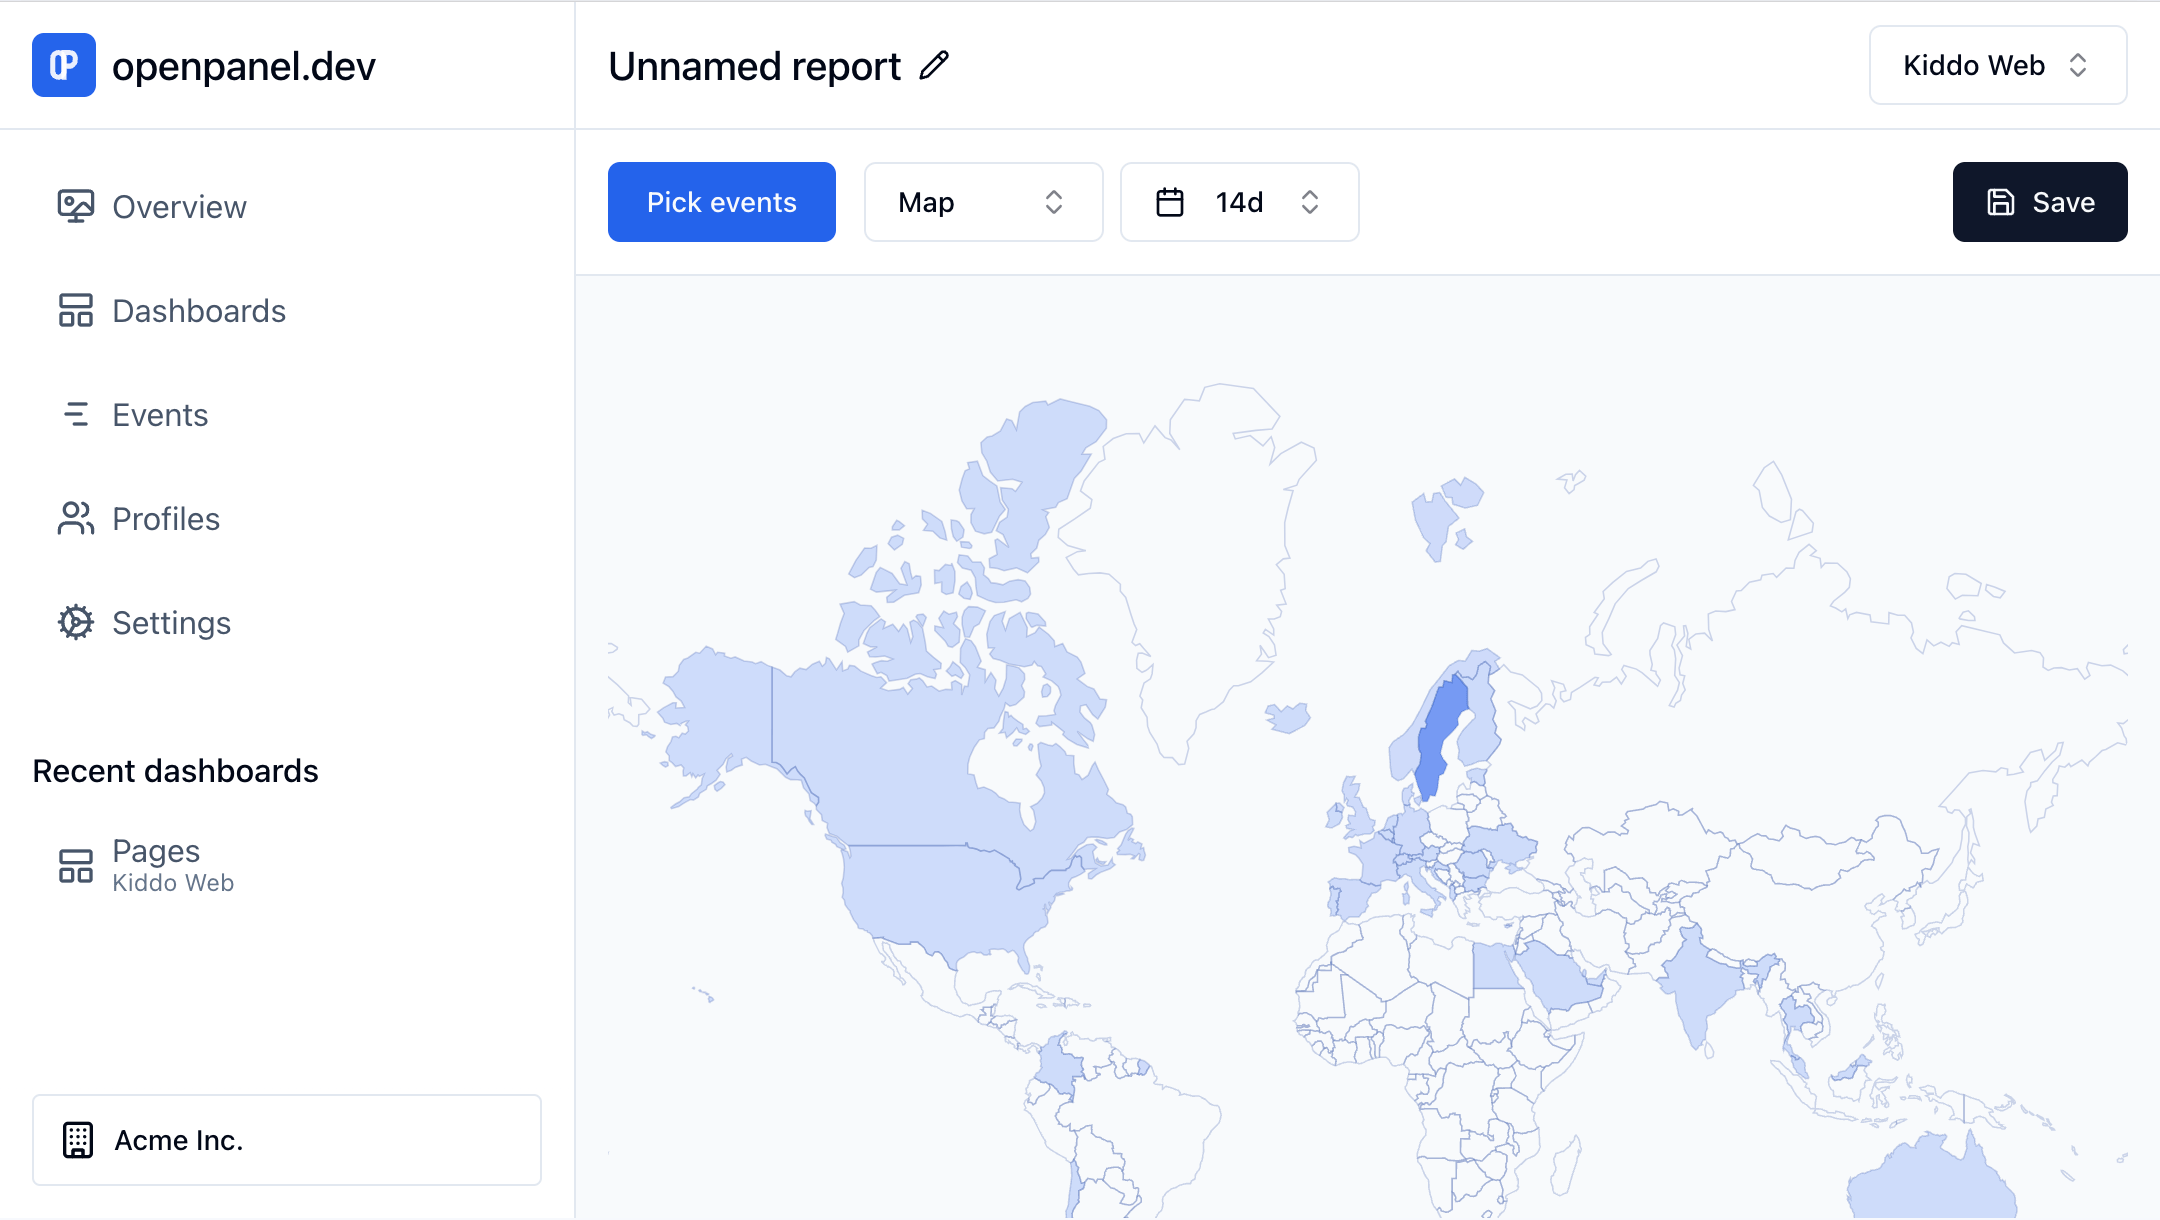 openpanel.dev
Unnamed report
Kiddo Web
Pick events
Map
14d
Save
Overview
Dashboards
Events
Profiles
Settings
Recent dashboards
Pages
Kiddo Web
Acme Inc.